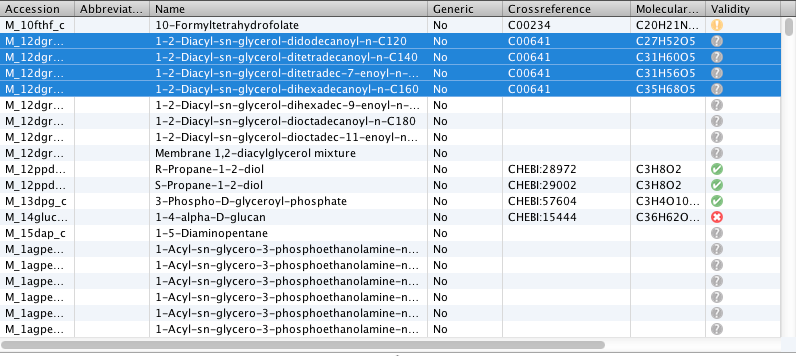 Accession Abbreviat... Name Generic Crossreference Molecular... Validity
M_10fthf_c 10-Formyltetrahydrofolate No C00234 C20H21N...
M_12dgr... 1-2-Diacyl-sn-glycerol-didodecanoyl-n-C120 No C00641 C27H52O5
M_12dgr... 1-2-Diacyl-sn-glycerol-ditetradecanoyl-n-C140 No C00641 C31H60O5
M_12dgr... 1-2-Diacyl-sn-glycerol-ditetradec-7-enoyl-n-... No C00641 C31H56O5
M_12dgr... 1-2-Diacyl-sn-glycerol-dihexadecanoyl-n-C160 No C00641 C35H68O5
M_12dgr... 1-2-Diacyl-sn-glycerol-dihexadec-9-enoyl-n-... No
M_12dgr... 1-2-Diacyl-sn-glycerol-dioctadecanoyl-n-C180 No
M_12dgr... 1-2-Diacyl-sn-glycerol-dioctadec-11-enoyl-n... No
M_12dgr... Membrane 1,2-diacylglycerol mixture No
M_12ppd... R-Propane-1-2-diol No CHEBI:28972 C3H8O2
M_12ppd... S-Propane-1-2-diol No CHEBI:29002 C3H8O2
M_13dpg_c 3-Phospho-D-glyceroyl-phosphate No CHEBI:57604 C3H4O10...
M_14gluc... 1-4-alpha-D-glucan No CHEBI:15444 C36H62O...
M_15dap_c 1-5-Diaminopentane No
M_1agpe... 1-Acyl-sn-glycero-3-phosphoethanolamine-n... No
M_1agpe... 1-Acyl-sn-glycero-3-phosphoethanolamine-n... No
M_1agpe... 1-Acyl-sn-glycero-3-phosphoethanolamine-n... No
M_1agpe... 1-Acyl-sn-glycero-3-phosphoethanolamine-n... No
M_1agpe... 1-Acyl-sn-glycero-3-phosphoethanolamine-n... No
M_1agpe... 1-Acyl-sn-glycero-3-phosphoethanolamine-n... No